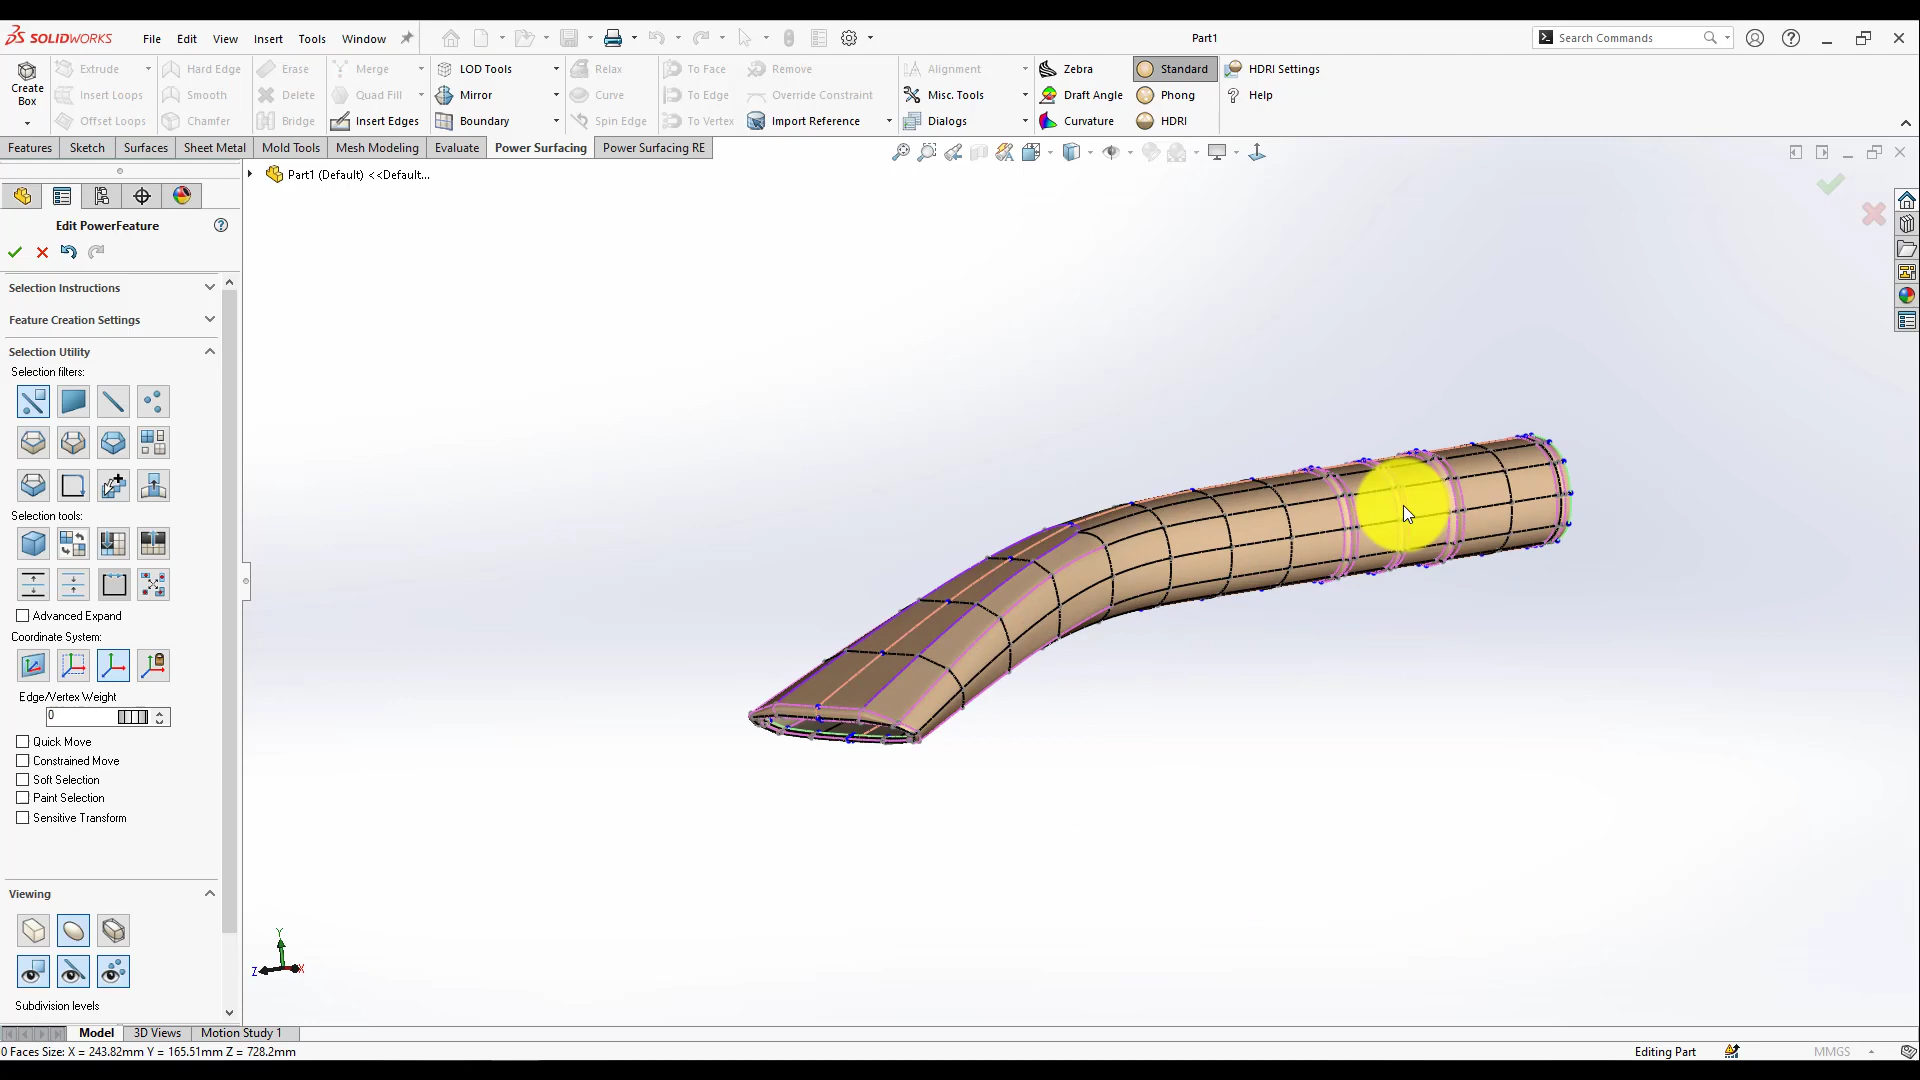 SOLIDWORKS File Edit View Insert Tools Window Part1 Search Commands
Create Box
Extrude Hard Edge Erase Merge LOD Tools Relax To Face Remove Alignment Zebra Standard HDRI Settings
Insert Loops Smooth Delete Quad Fill Mirror Curve To Edge Override Constraint Misc. Tools Draft Angle Phong Help
Offset Loops Chamfer Bridge Insert Edges Boundary Spin Edge To Vertex Import Reference Dialogs Curvature HDRI
Features Sketch Surfaces Sheet Metal Mold Tools Mesh Modeling Evaluate Power Surfacing Power Surfacing RE
Part1 (Default) <<Default...
Edit PowerFeature
Selection Instructions
Feature Creation Settings
Selection Utility
Selection filters:
Selection tools:
Advanced Expand
Coordinate System:
Edge/Vertex Weight
0
Quick Move
Constrained Move
Soft Selection
Paint Selection
Sensitive Transform
Viewing
Subdivision levels
Y
Z X
Model 3D Views Motion Study 1
0 Faces Size: X = 243.82mm Y = 165.51mm Z = 728.2mm Editing Part MMGS